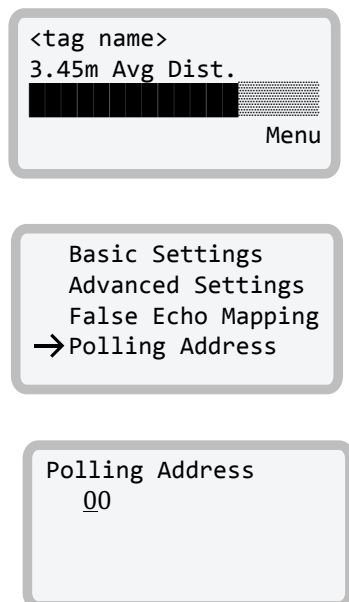 <tag name>
3.45m Avg Dist.
Menu
Basic Settings
Advanced Settings
False Echo Mapping
→Polling Address
Polling Address
00